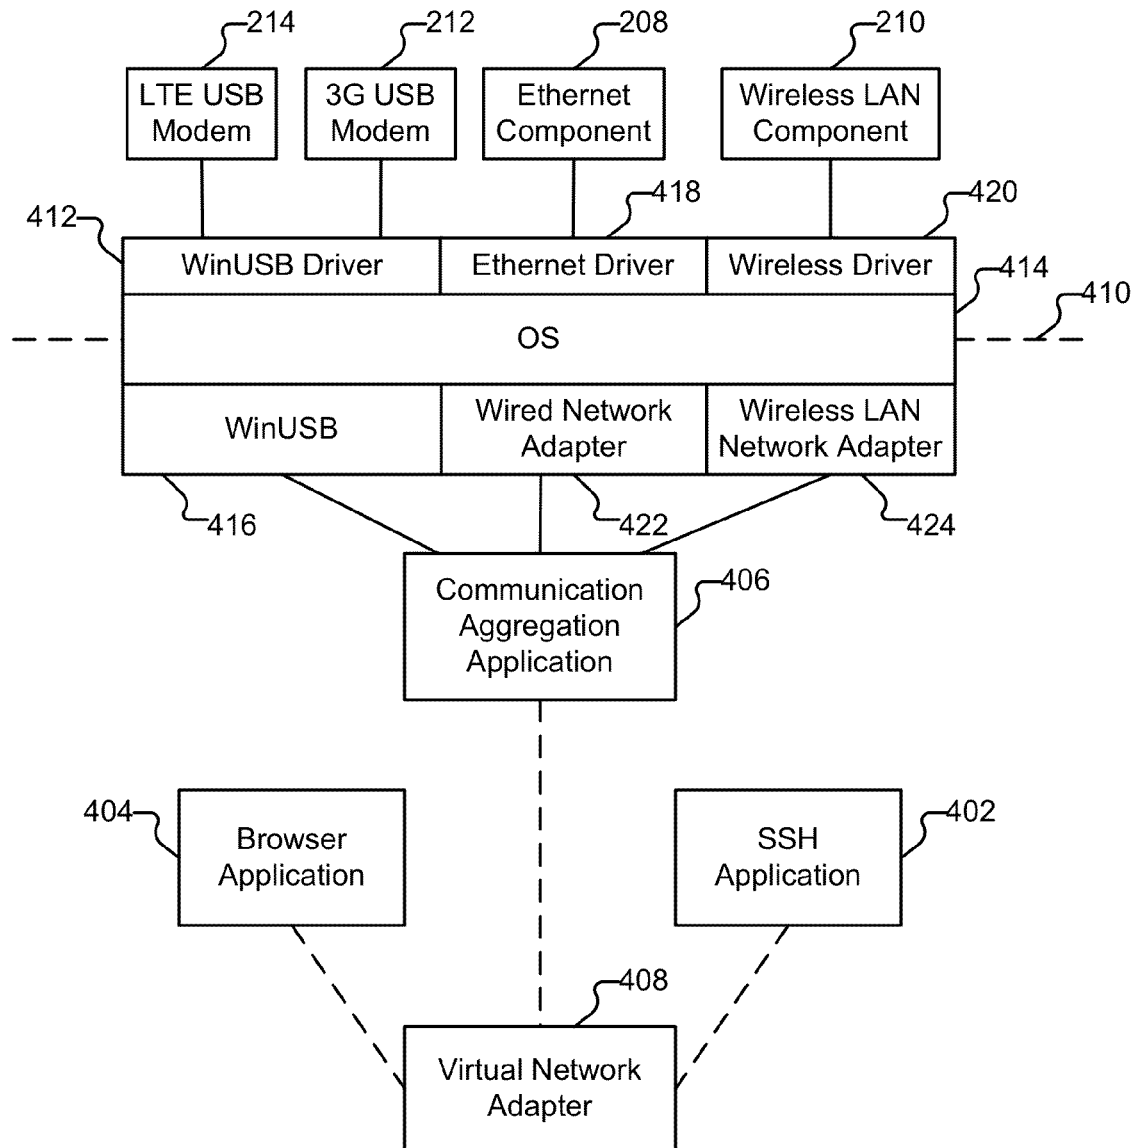 214
212
208
210
LTE USB
Modem
3G USB
Modem
Ethernet
Component
Wireless LAN
Component
418
420
412
WinUSB Driver
Ethernet Driver
Wireless Driver
414
410
OS
WinUSB
Wired Network
Adapter
Wireless LAN
Network Adapter
416
422
424
Communication
Aggregation
Application
406
404
Browser
Application
SSH
Application
402
408
Virtual Network
Adapter